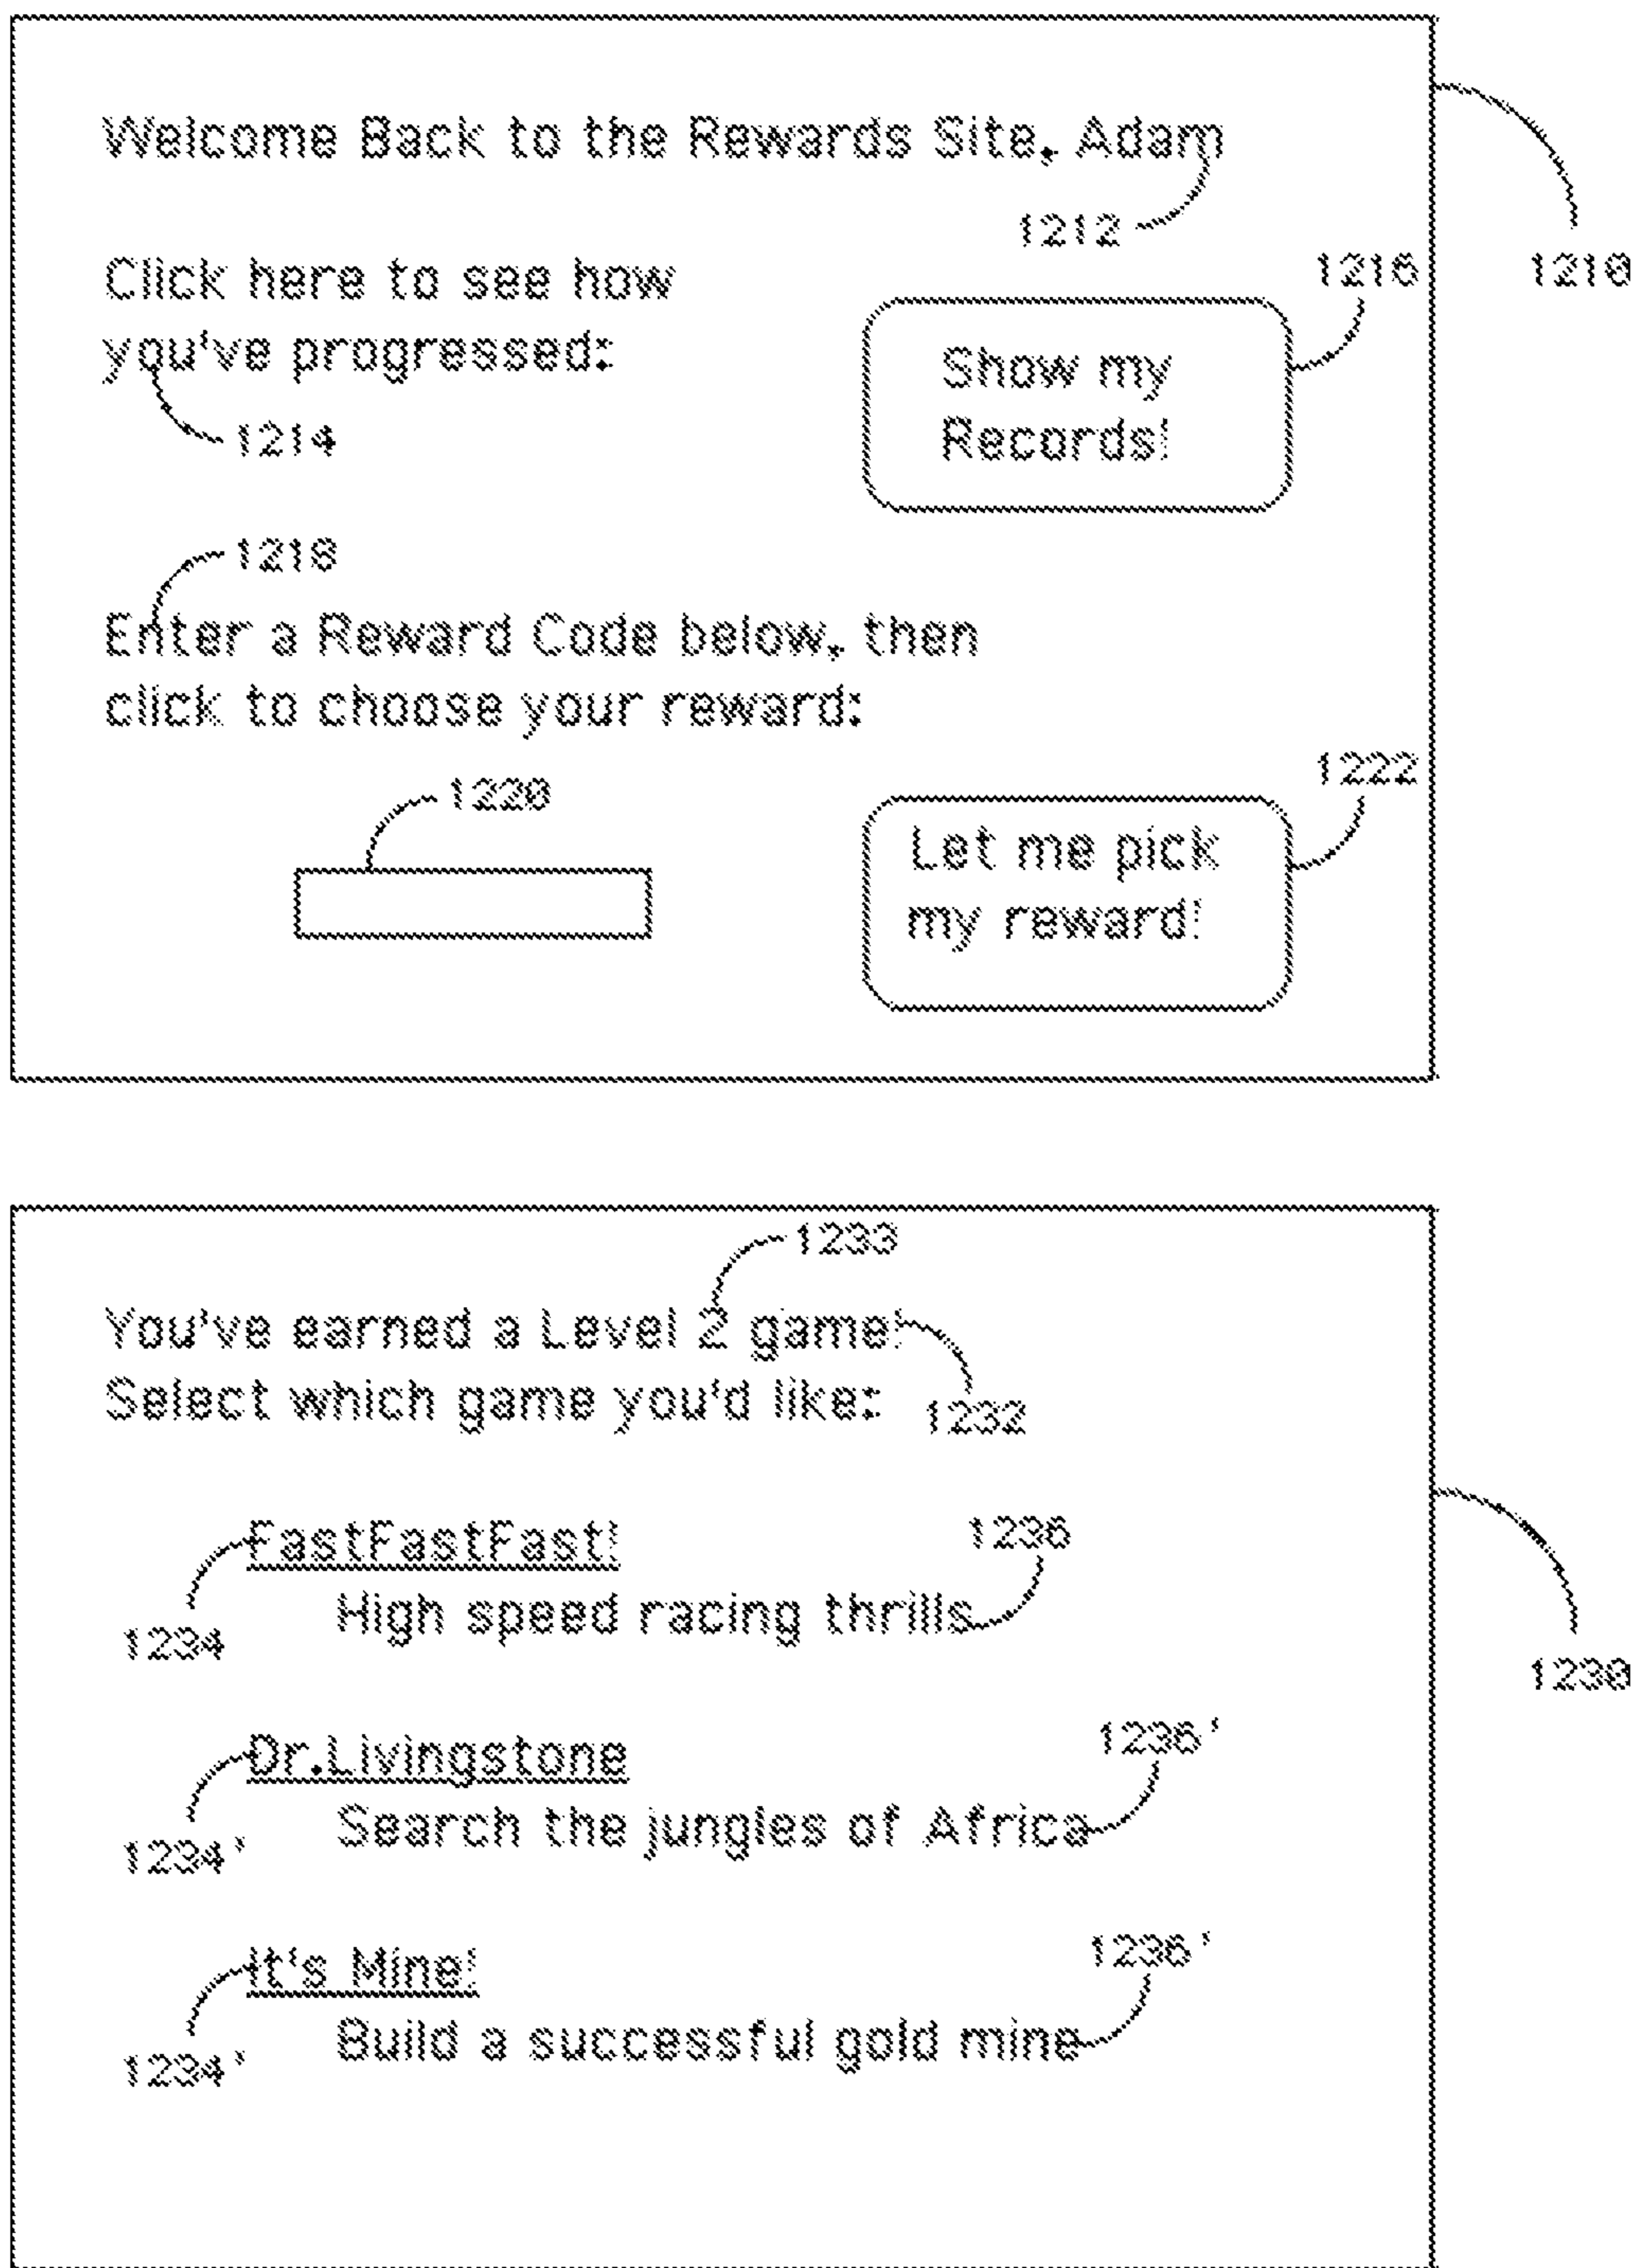 Welcome Back to the Rewards Site, Adam
1212
1210
Click here to see how
you've progressed:
1214
1216
Show my
Records!
1218
Enter a Reward Code below, then
click to choose your reward:
1220
1222
Let me pick
my reward!
1233
You've earned a Level 2 game!
Select which game you'd like:
1232
1230
FastFastFast!
1234
1236
High speed racing thrills
Dr.Livingstone
1234'
1236'
Search the jungles of Africa
It's Mine!
1234'
1236'
Build a successful gold mine